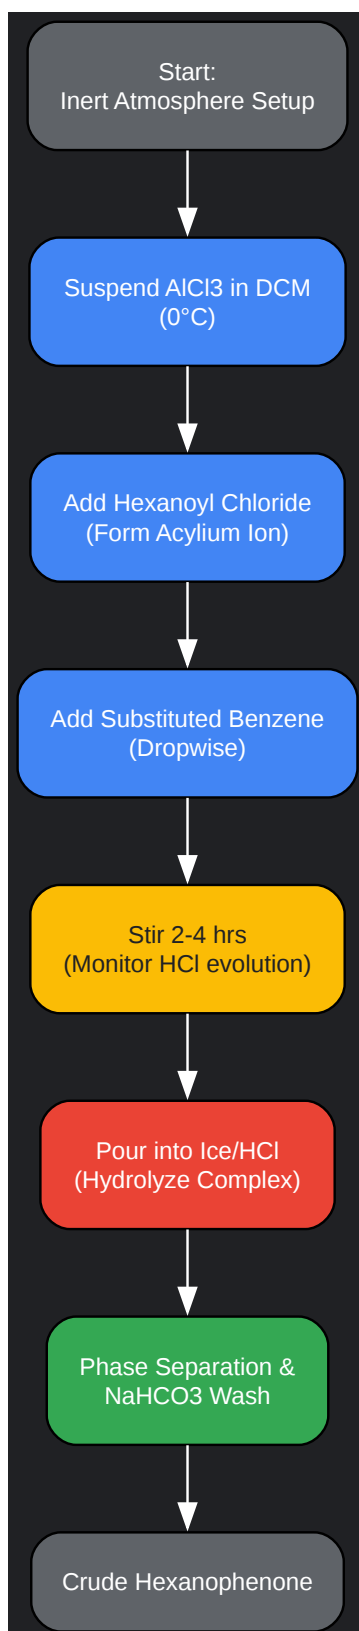 Start:
Inert Atmosphere Setup
Suspend AlCl3 in DCM
(0°C)
Add Hexanoyl Chloride
(Form Acylium Ion)
Add Substituted Benzene
(Dropwise)
Stir 2-4 hrs
(Monitor HCl evolution)
Pour into Ice/HCl
(Hydrolyze Complex)
Phase Separation &
NaHCO3 Wash
Crude Hexanophenone